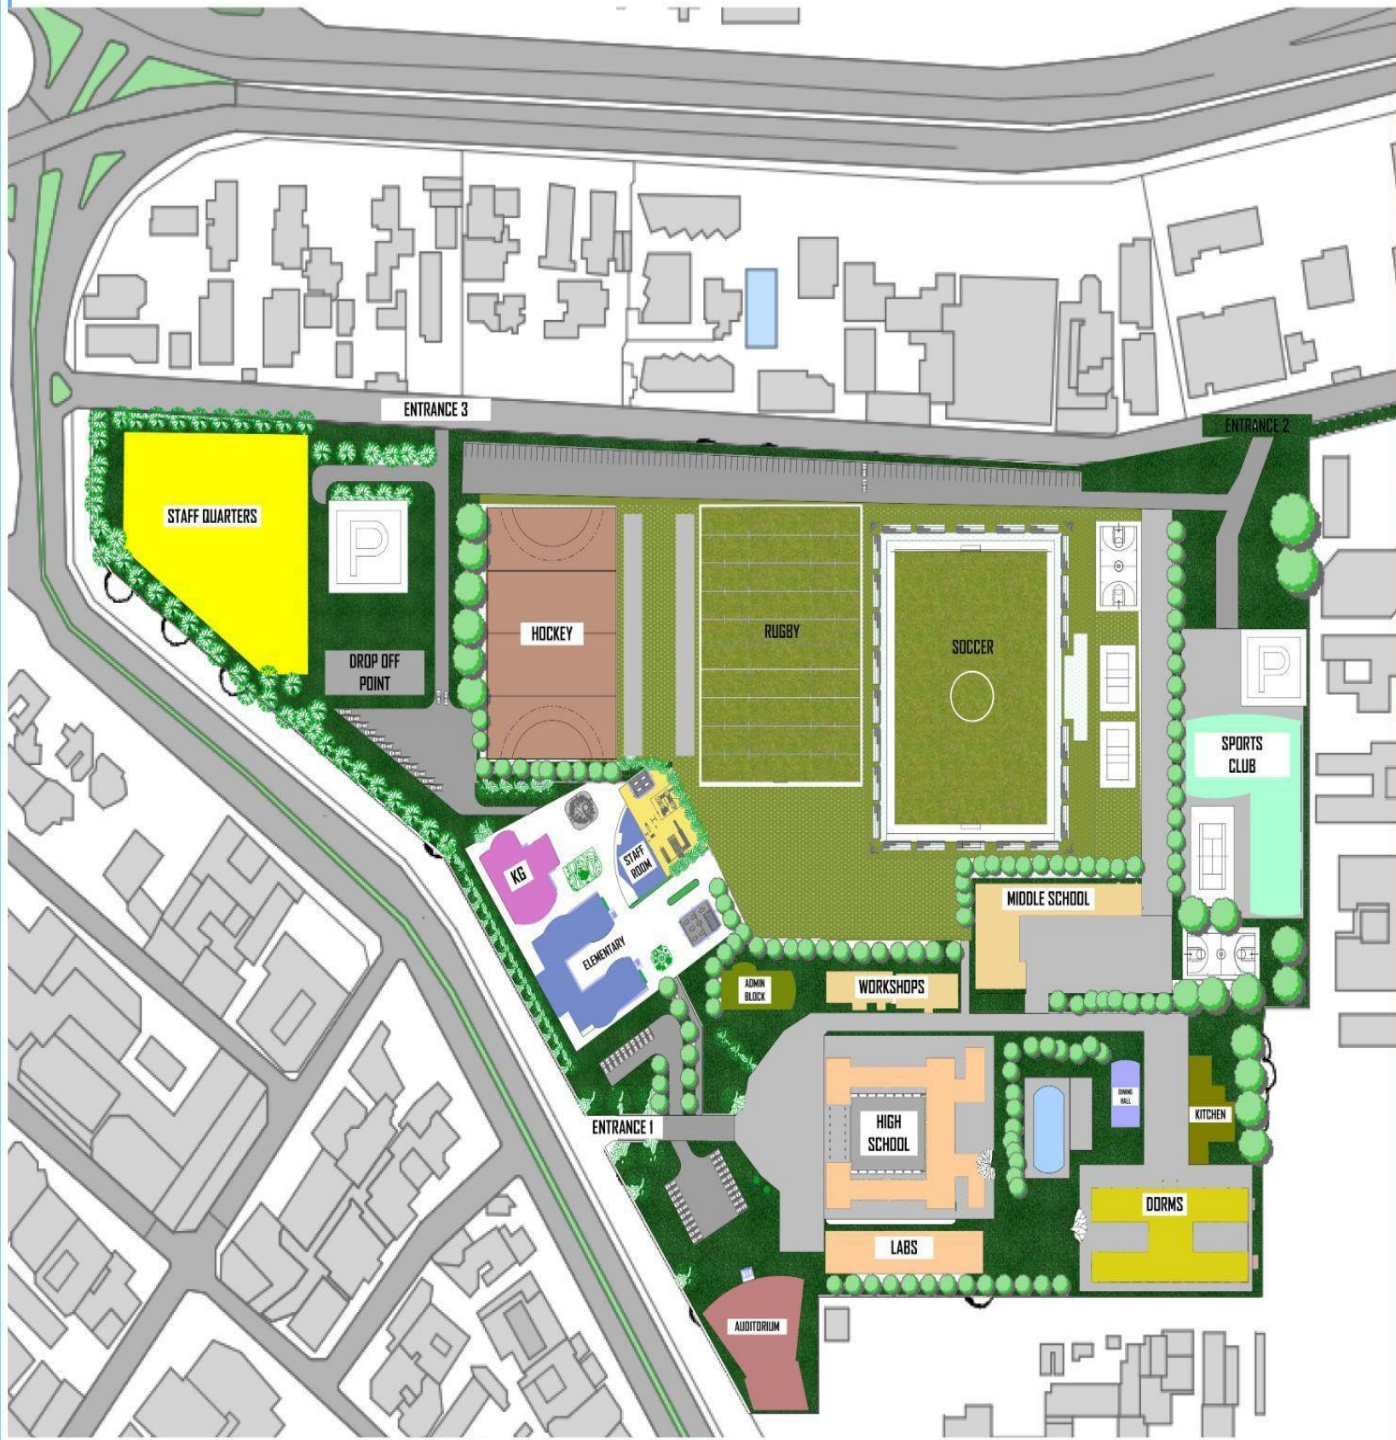 ENTRANCE 3
ENTRANCE 2
STAFF QUARTERS
P
HOCKEY
RUGBY
SOCCER
DROP OFF
POINT
P
SPORTS
CLUB
STAFF
ROOM
KG
MIDDLE SCHOOL
ELEMENTARY
ADMIN
BLOCK
WORKSHOPS
DINING
HALL
KITCHEN
ENTRANCE 1
HIGH
SCHOOL
DORMS
LABS
AUDITORIUM